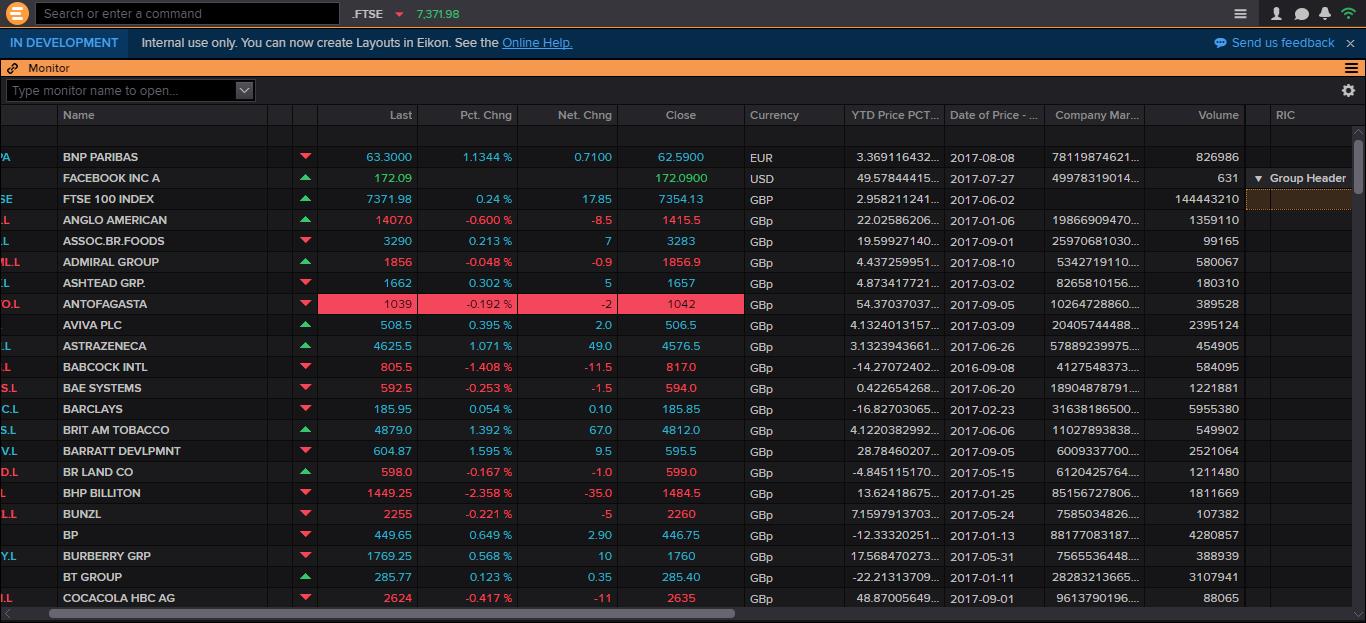 Search or enter a command .FTSE 7,371.98
IN DEVELOPMENT Internal use only. You can now create Layouts in Eikon. See the Online Help. Send us feedback
Monitor
Type monitor name to open...
Name Last Pct. Chng Net. Chng Close Currency YTD Price PCT... Date of Price - ... Company Mar... Volume RIC
PA BNP PARIBAS 63.3000 1.1344 % 0.7100 62.5900 EUR 3.369116432... 2017-08-08 78119874621... 826986
FACEBOOK INC A 172.09 172.0900 USD 49.57844415... 2017-07-27 49978319014... 631 Group Header
SE FTSE 100 INDEX 7371.98 0.24 % 17.85 7354.13 GBP 2.958211241... 2017-06-02 144443210
.L ANGLO AMERICAN 1407.0 -0.600 % -8.5 1415.5 GBp 22.02586206... 2017-01-06 19866909470... 1359110
.L ASSOC.BR.FOODS 3290 0.213 % 7 3283 GBp 19.59927140... 2017-09-01 25970681030... 99165
ML.L ADMIRAL GROUP 1856 -0.048 % -0.9 1856.9 GBp 4.437259951... 2017-08-10 5342719110.... 580067
.L ASHTEAD GRP. 1662 0.302 % 5 1657 GBp 4.873417721... 2017-03-02 8265810156.... 180310
O.L ANTOFAGASTA 1039 -0.192 % -2 1042 GBp 54.37037037... 2017-09-05 10264728860... 389528
AVIVA PLC 508.5 0.395 % 2.0 506.5 GBp 4.1324013157... 2017-03-09 20405744488... 2395124
.L ASTRAZENECA 4625.5 1.071 % 49.0 4576.5 GBp 3.1323943661... 2017-06-26 57889239975.... 454905
.L BABCOCK INTL 805.5 -1.408 % -11.5 817.0 GBp -14.27072402... 2016-09-08 4127548373.... 584095
S.L BAE SYSTEMS 592.5 -0.253 % -1.5 594.0 GBp 0.422654268... 2017-06-20 18904878791.... 1221881
C.L BARCLAYS 185.95 0.054 % 0.10 185.85 GBp -16.82703065... 2017-02-23 31638186500... 5955380
S.L BRIT AM TOBACCO 4879.0 1.392 % 67.0 4812.0 GBp 4.1220382992... 2017-06-06 11027893838... 549902
V.L BARRATT DEVLPMNT 604.87 1.595 % 9.5 595.5 GBp 28.78460207... 2017-09-05 6009337700.... 2521064
D.L BR LAND CO 598.0 -0.167 % -1.0 599.0 GBp -4.845115170... 2017-05-15 6120425764.... 1211480
L BHP BILLITON 1449.25 -2.358 % -35.0 1484.5 GBp 13.62418675... 2017-01-25 85156727806... 1811669
L.L BUNZL 2255 -0.221 % -5 2260 GBp 7.1597913703... 2017-05-24 7585034826.... 107382
BP 449.65 0.649 % 2.90 446.75 GBp -12.33320251... 2017-01-13 88177083187.... 4280857
Y.L BURBERRY GRP 1769.25 0.568 % 10 1760 GBp 17.568470273... 2017-05-31 7565536448.... 388939
BT GROUP 285.77 0.123 % 0.35 285.40 GBp -22.21313709... 2017-01-11 28283213665... 3107941
I.L COCACOLA HBC AG 2624 -0.417 % -11 2635 GBp 48.87005649... 2017-09-01 9613790196.... 88065